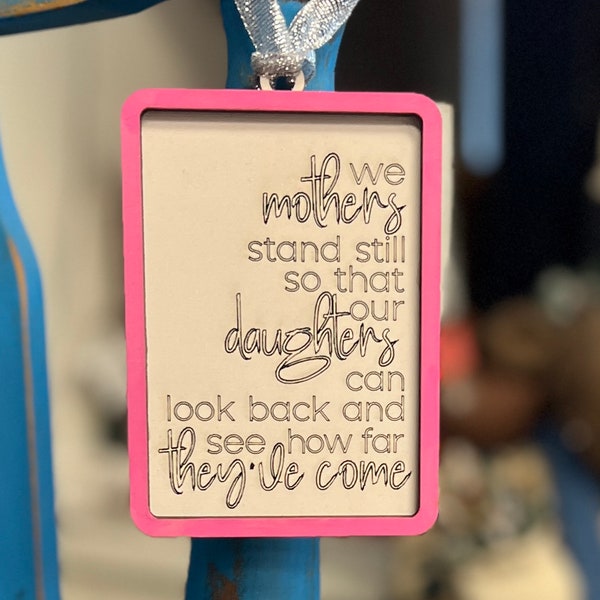 we
mothers
stand still
so that
our
daughters
can
look back and
see how far
they've come